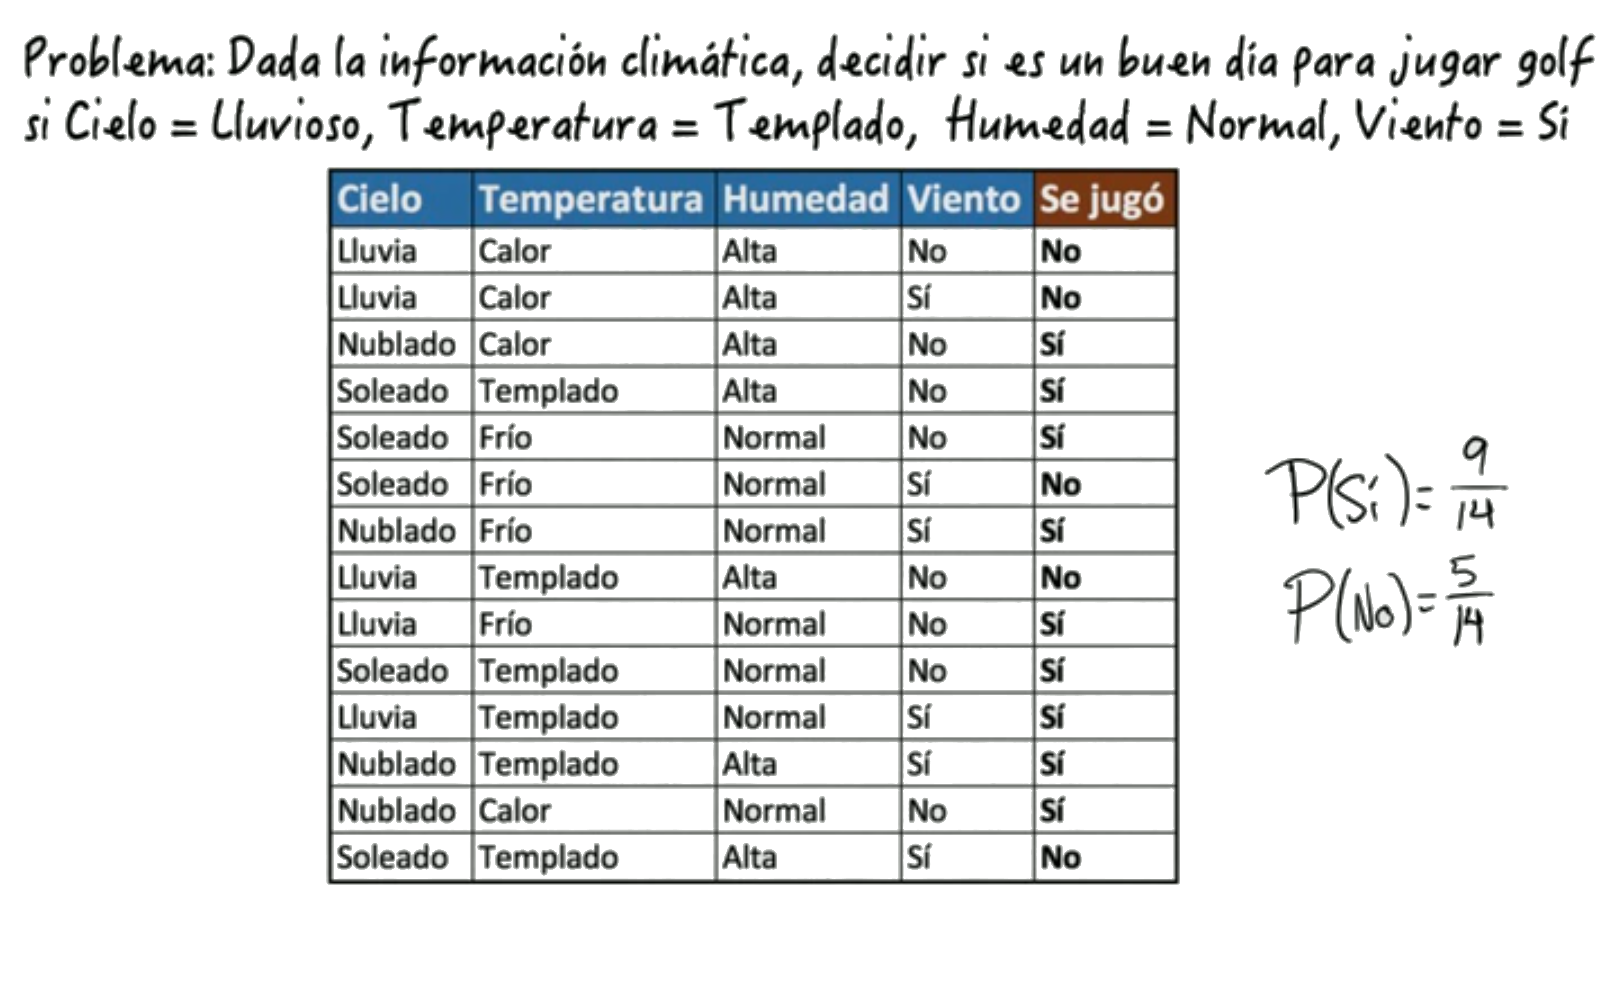 Problema: Dada la información climática, decidir si es un buen día para jugar golf
si Cielo = Lluvioso, Temperatura = Templado, Humedad = Normal, Viento = Sí
Cielo Temperatura Humedad Viento Se jugó
Lluvia Calor Alta No No
Lluvia Calor Alta Sí No
Nublado Calor Alta No Sí
Soleado Templado Alta No Sí
Soleado Frío Normal No Sí
Soleado Frío Normal Sí No
Nublado Frío Normal Sí Sí
Lluvia Templado Alta No No
Lluvia Frío Normal No Sí
Soleado Templado Normal No Sí
Lluvia Templado Normal Sí Sí
Nublado Templado Alta Sí Sí
Nublado Calor Normal No Sí
Soleado Templado Alta Sí No
P(Sí)= 9/14
P(No)= 5/14